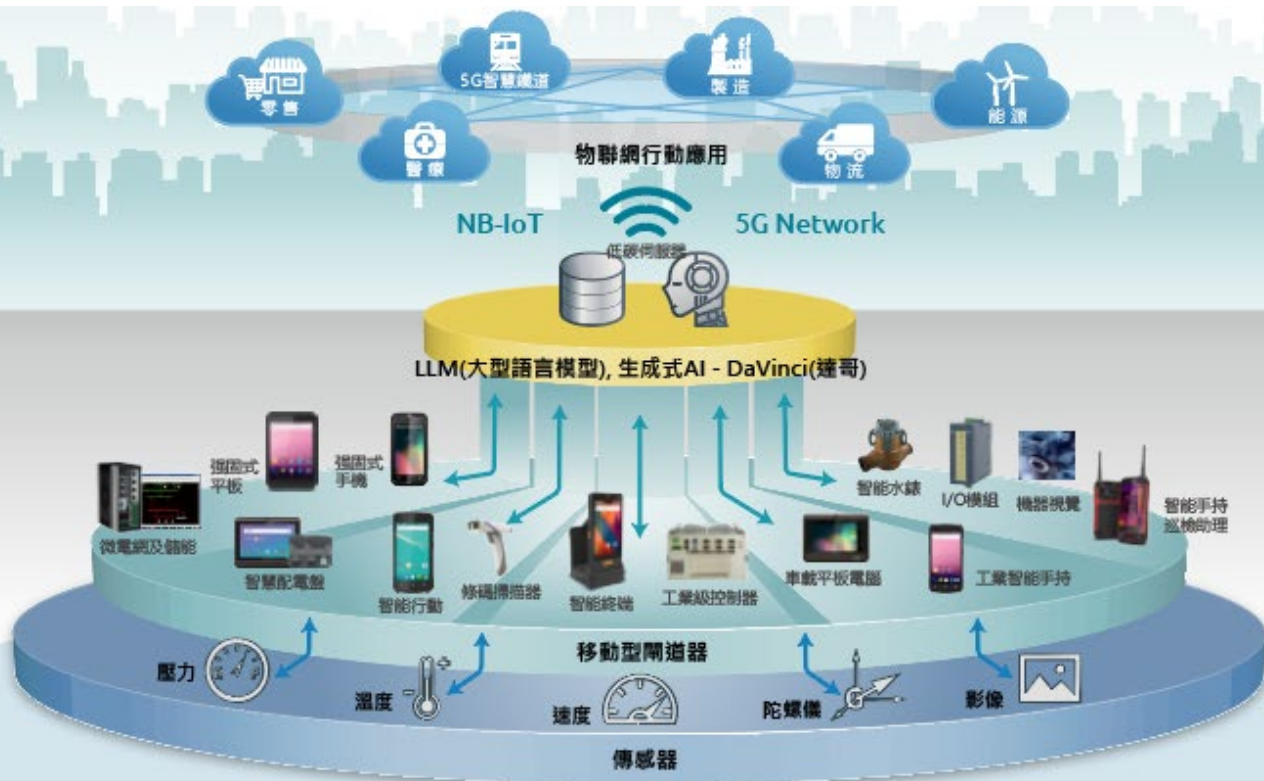 零售
5G智慧鐵道
製造
能源
醫療
物聯網行動應用
物流
NB-IoT
5G Network
低碳伺服器
LLM(大型語言模型), 生成式AI - DaVinci(達哥)
強固式
平板
強固式
手機
智能水錶
I/O模組
機器視覺
智能手持
巡檢助理
微電網及儲能
智慧配電盤
智能行動
條碼掃描器
智能終端
工業級控制器
車載平板電腦
工業智能手持
移動型閘道器
壓力
溫度
速度
陀螺儀
影像
傳感器